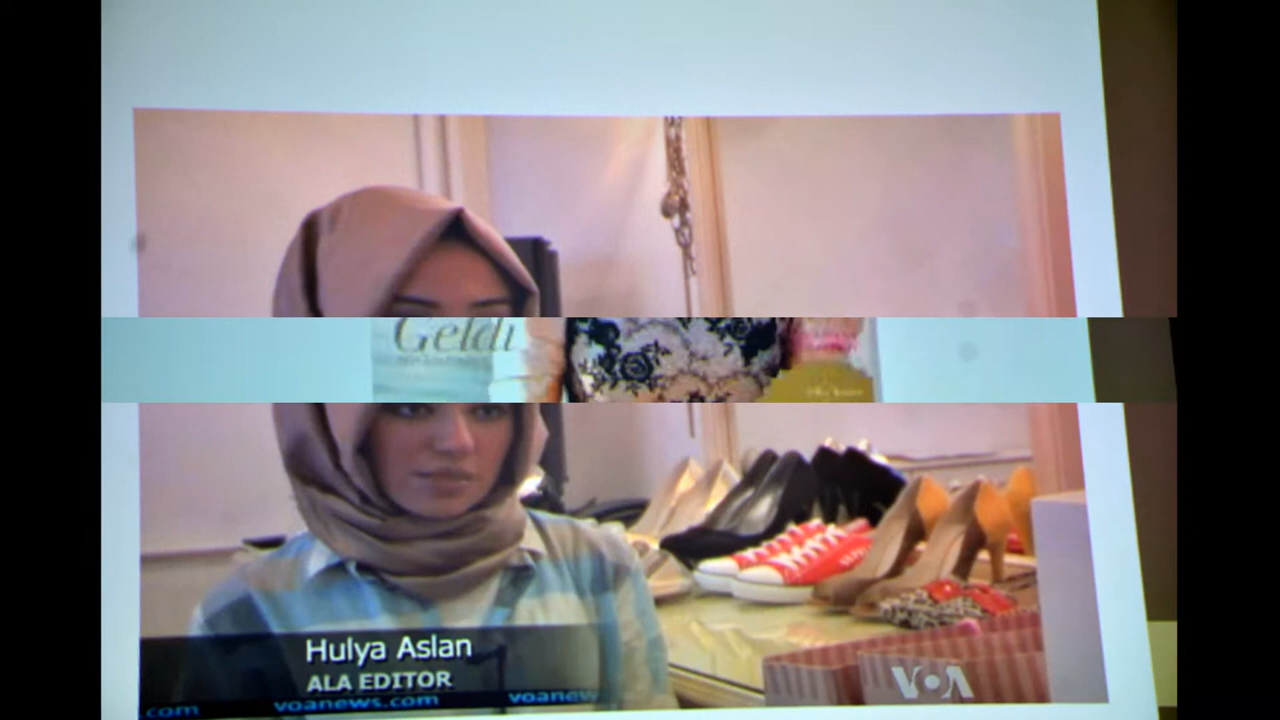 Geldi
Hulya Aslan
ALA EDITOR
VOA
.com voanews.com voanew